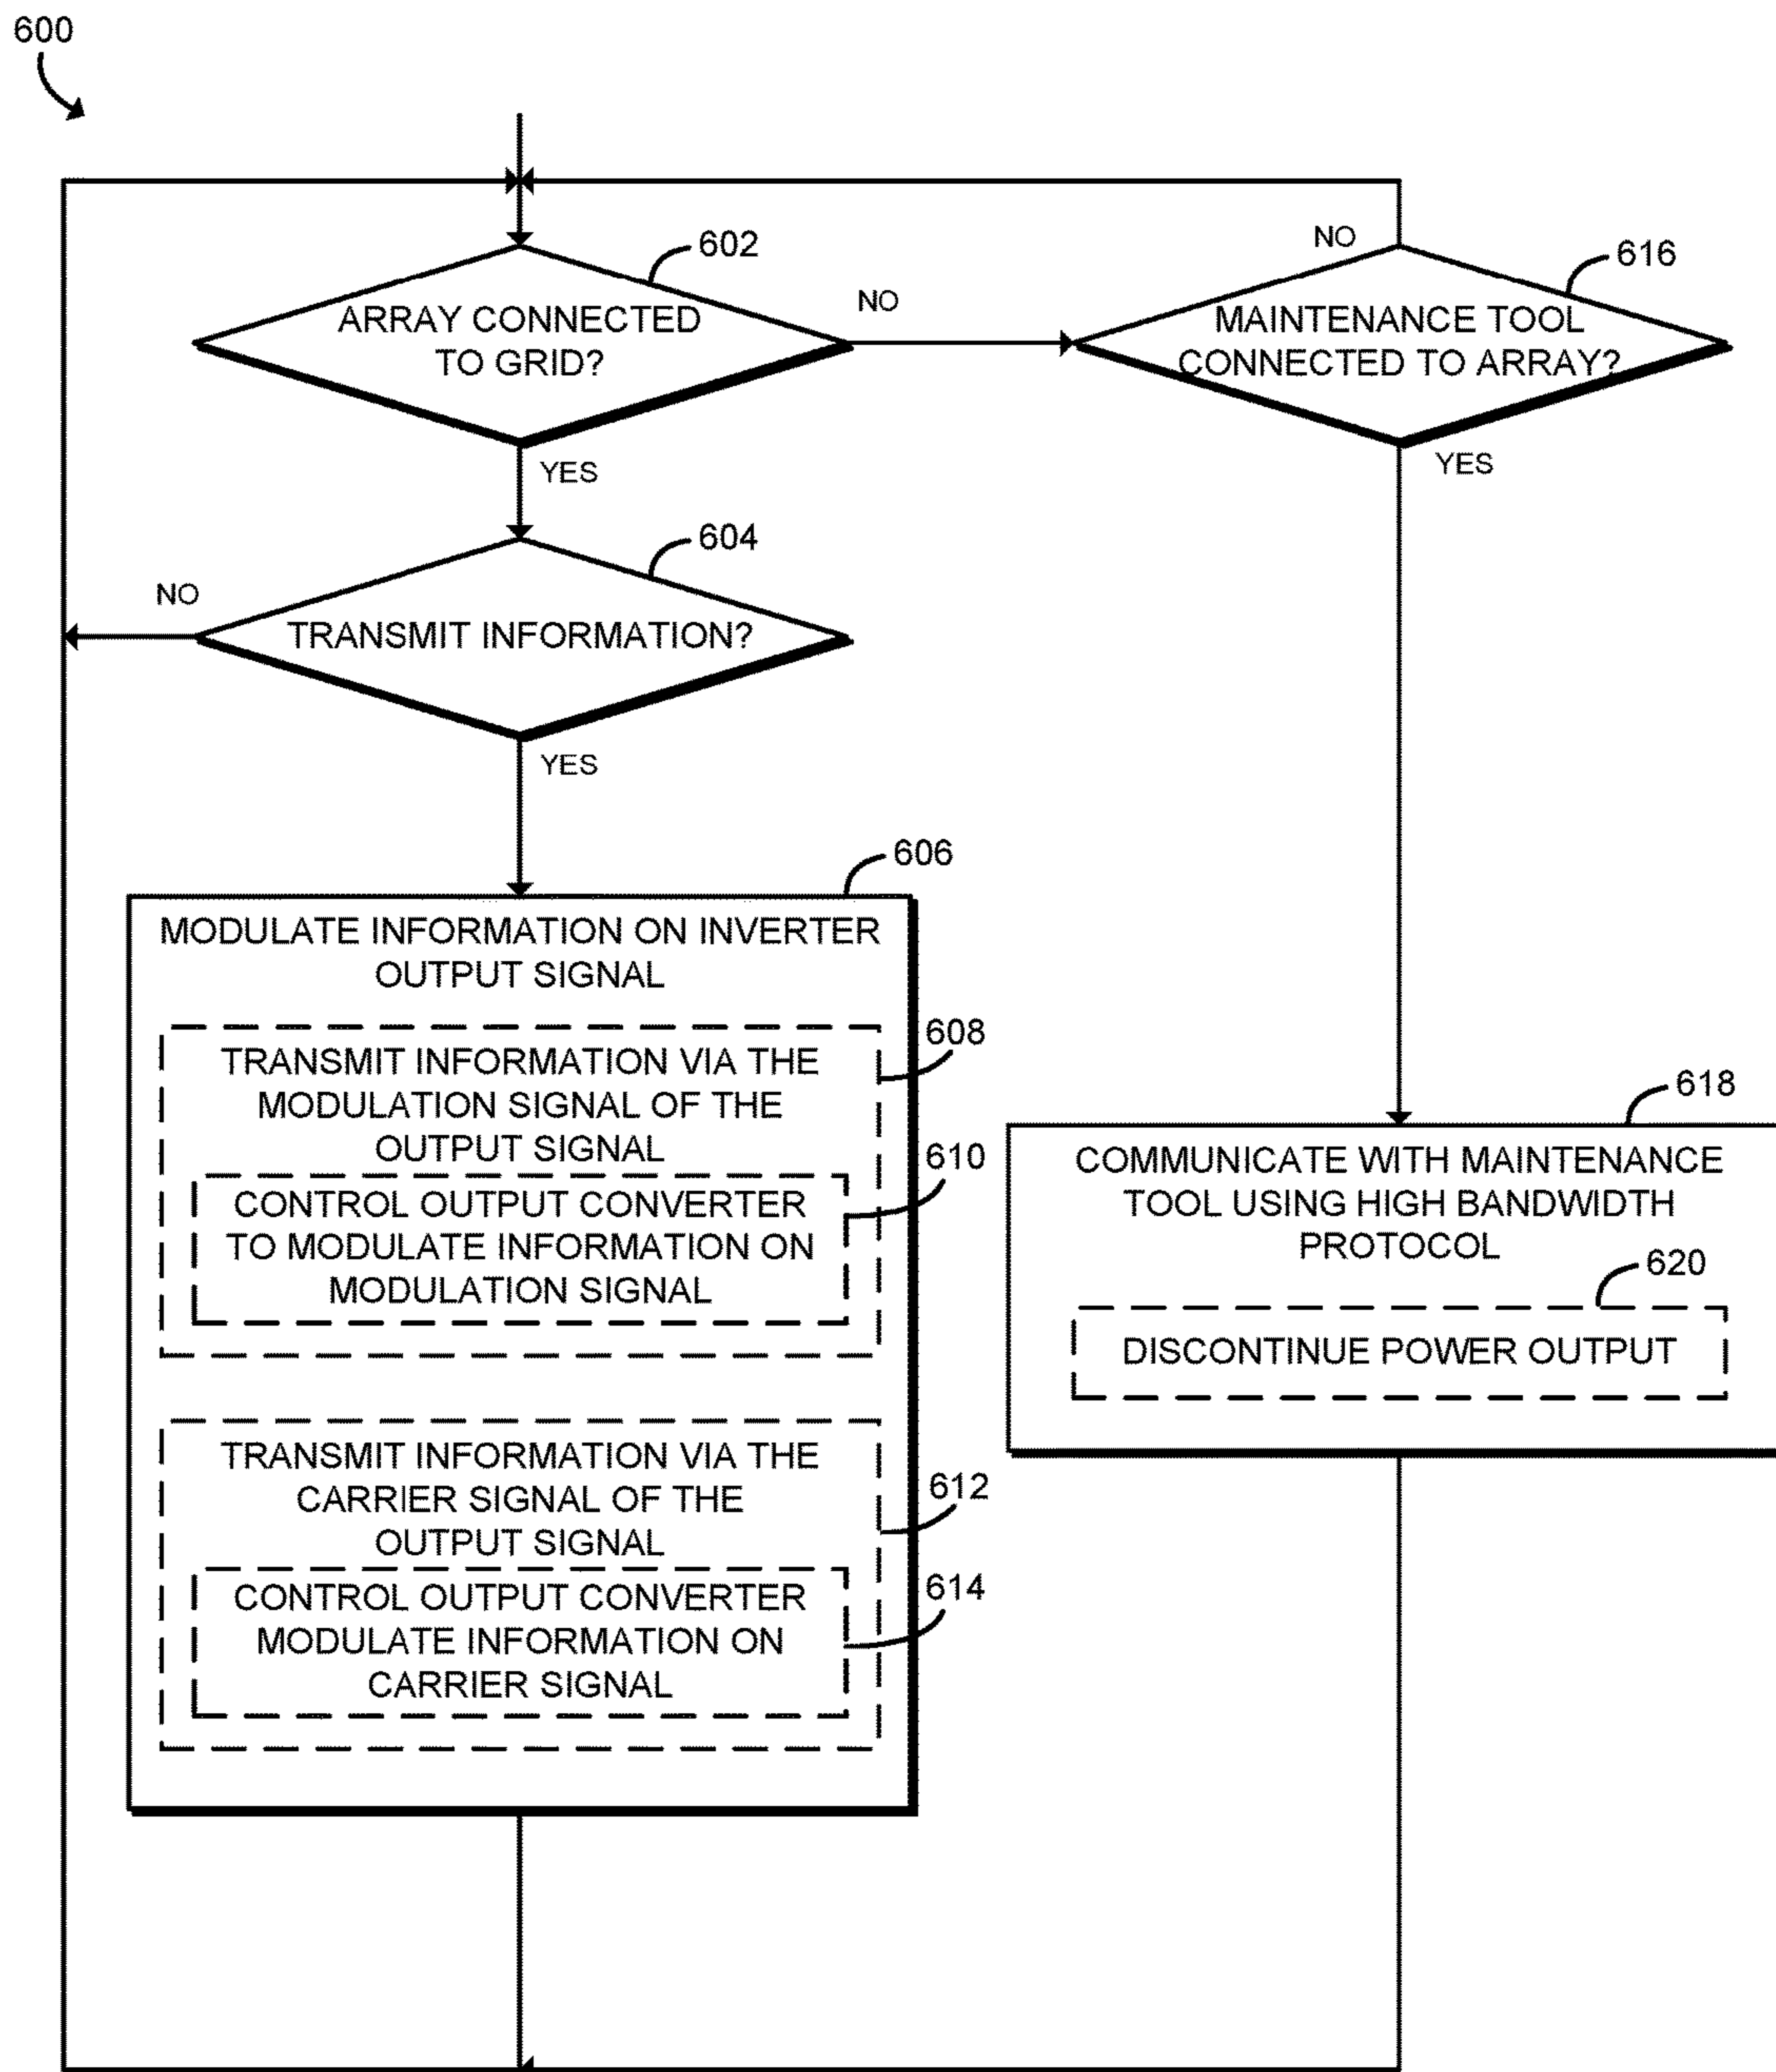 600
602
ARRAY CONNECTED
TO GRID?
NO
YES
616
NO
MAINTENANCE TOOL
CONNECTED TO ARRAY?
YES
604
NO
TRANSMIT INFORMATION?
YES
606
MODULATE INFORMATION ON INVERTER
OUTPUT SIGNAL
608
TRANSMIT INFORMATION VIA THE
MODULATION SIGNAL OF THE
OUTPUT SIGNAL
610
CONTROL OUTPUT CONVERTER
TO MODULATE INFORMATION ON
MODULATION SIGNAL
612
TRANSMIT INFORMATION VIA THE
CARRIER SIGNAL OF THE
OUTPUT SIGNAL
614
CONTROL OUTPUT CONVERTER
MODULATE INFORMATION ON
CARRIER SIGNAL
618
COMMUNICATE WITH MAINTENANCE
TOOL USING HIGH BANDWIDTH
PROTOCOL
620
DISCONTINUE POWER OUTPUT